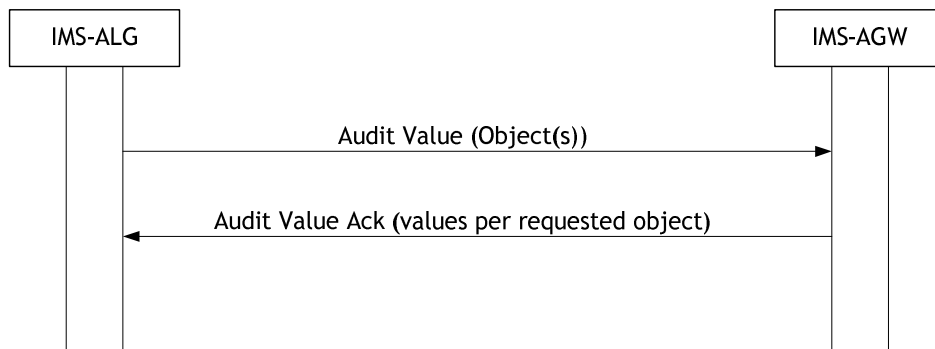 IMS-ALG
IMS-AGW
Audit Value (Object(s))
Audit Value Ack (values per requested object)